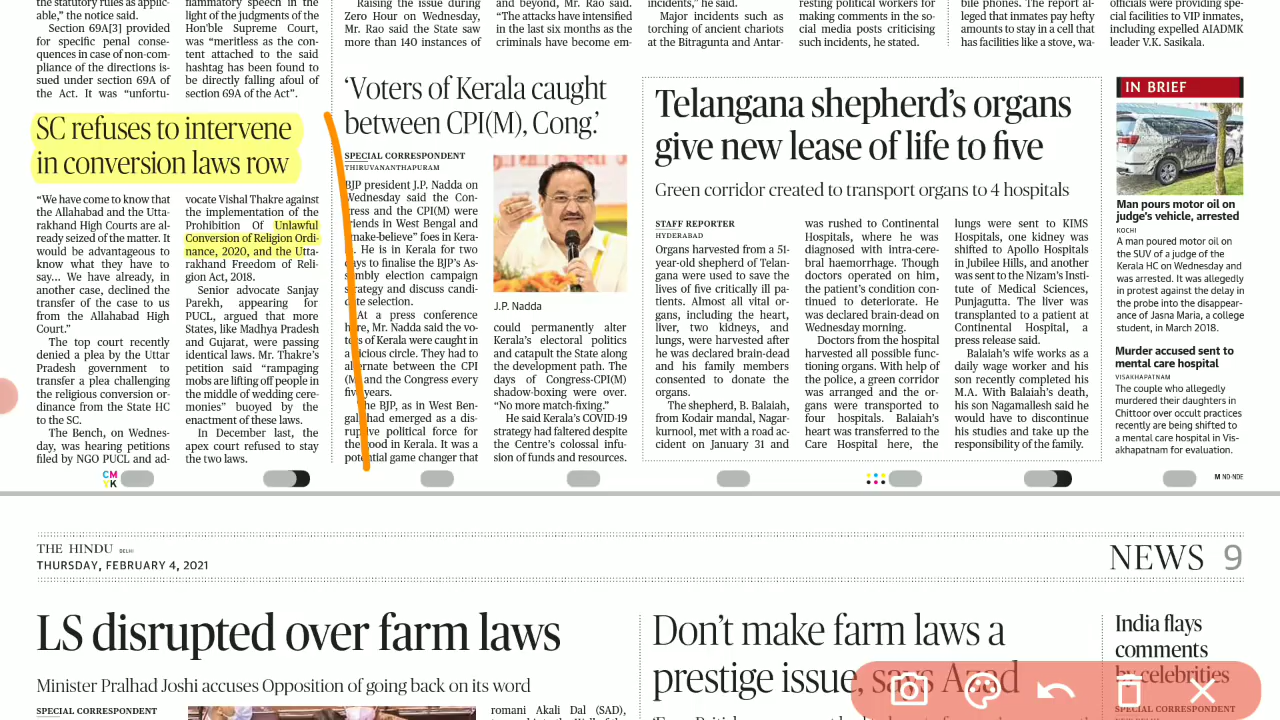 the statutory rules as applic-
able,” the notice said.
Section 69A[3] provided
for specific penal conse-
quences in case of non-com-
pliance of the directions is-
sued under section 69A of
the Act. It was “unfortu-
flammatory speech in the
light of the judgments of the
Hon’ble Supreme Court,
was “meritless as the con-
tent attached to the said
hashtag has been found to
be directly falling afoul of
section 69A of the Act”.
SC refuses to intervene
in conversion laws row
“We have come to know that
the Allahabad and the Utta-
rakhand High Courts are al-
ready seized of the matter. It
would be advantageous to
know what they have to
say... We have already, in
another case, declined the
transfer of the case to us
from the Allahabad High
Court.”
The top court recently
denied a plea by the Uttar
Pradesh government to
transfer a plea challenging
the religious conversion or-
dinance from the State HC
to the SC.
The Bench, on Wednes-
day, was hearing petitions
filed by NGO PUCL and ad-
vocate Vishal Thakre against
the implementation of the
Prohibition Of Unlawful
Conversion of Religion Ordi-
nance, 2020, and the Utta-
rakhand Freedom of Reli-
gion Act, 2018.
Senior advocate Sanjay
Parekh, appearing for
PUCL, argued that more
States, like Madhya Pradesh
and Gujarat, were passing
identical laws. Mr. Thakre’s
petition said “rampaging
mobs are lifting off people in
the middle of wedding cere-
monies” buoyed by the
enactment of these laws.
In December last, the
apex court refused to stay
the two laws.
Raising the issue during
Zero Hour on Wednesday,
Mr. Rao said the State saw
more than 140 instances of
and beyond, Mr. Rao said.
“The attacks have intensified
in the last six months as the
criminals have become em-
incidents,” he said.
Major incidents such as
torching of ancient chariots
at the Bitragunta and Antar-
resting political workers for
making comments in the so-
cial media posts criticising
such incidents, he stated.
bile phones. The report al-
leged that inmates pay hefty
amounts to stay in a cell that
has facilities like a stove, wa-
officials were providing spe-
cial facilities to VIP inmates,
including expelled AIADMK
leader V.K. Sasikala.
‘Voters of Kerala caught
between CPI(M), Cong.’
SPECIAL CORRESPONDENT
THIRUVANANTHAPURAM
BJP president J.P. Nadda on
Wednesday said the Con-
gress and the CPI(M) were
friends in West Bengal and
“make-believe” foes in Kera-
la. He is in Kerala for two
days to finalise the BJP’s As-
sembly election campaign
strategy and discuss candi-
date selection.
At a press conference
here, Mr. Nadda said the vo-
ters of Kerala were caught in
a vicious circle. They had to
alternate between the CPI
(M) and the Congress every
five years.
The BJP, as in West Ben-
gal, had emerged as a dis-
ruptive political force for
the good in Kerala. It was a
potential game changer that
J.P. Nadda
could permanently alter
Kerala’s electoral politics
and catapult the State along
the development path. The
days of Congress-CPI(M)
shadow-boxing were over.
“No more match-fixing.”
He said Kerala’s COVID-19
strategy had faltered despite
the Centre’s colossal infu-
sion of funds and resources.
Telangana shepherd’s organs
give new lease of life to five
Green corridor created to transport organs to 4 hospitals
STAFF REPORTER
HYDERABAD
Organs harvested from a 51-
year-old shepherd of Telan-
gana were used to save the
lives of five critically ill pa-
tients. Almost all vital or-
gans, including the heart,
liver, two kidneys, and
lungs, were harvested after
he was declared brain-dead
and his family members
consented to donate the
organs.
The shepherd, B. Balaiah,
from Kodair mandal, Nagar-
kurnool, met with a road ac-
cident on January 31 and
was rushed to Continental
Hospitals, where he was
diagnosed with intra-cere-
bral haemorrhage. Though
doctors operated on him,
the patient’s condition con-
tinued to deteriorate. He
was declared brain-dead on
Wednesday morning.
Doctors from the hospital
harvested all possible func-
tioning organs. With help of
the police, a green corridor
was arranged and the or-
gans were transported to
four hospitals. Balaiah’s
heart was transferred to the
Care Hospital here, the
lungs were sent to KIMS
Hospitals, one kidney was
shifted to Apollo Hospitals
in Jubilee Hills, and another
was sent to the Nizam’s Insti-
tute of Medical Sciences,
Punjagutta. The liver was
transplanted to a patient at
Continental Hospital, a
press release said.
Balaiah’s wife works as a
daily wage worker and his
son recently completed his
M.A. With Balaiah’s death,
his son Nagamallesh said he
would have to discontinue
his studies and take up the
responsibility of the family.
IN BRIEF
Man pours motor oil on
judge’s vehicle, arrested
KOCHI
A man poured motor oil on
the SUV of a judge of the
Kerala HC on Wednesday and
was arrested. It was allegedly
in protest against the delay in
the probe into the disappear-
ance of Jasna Maria, a college
student, in March 2018.
Murder accused sent to
mental care hospital
VISAKHAPATNAM
The couple who allegedly
murdered their daughters in
Chittoor over occult practices
recently are being shifted to
a mental care hospital in Vis-
akhapatnam for evaluation.
CM
YK
M ND-NDE
THE HINDU DELHI
THURSDAY, FEBRUARY 4, 2021
NEWS 9
LS disrupted over farm laws
Minister Pralhad Joshi accuses Opposition of going back on its word
SPECIAL CORRESPONDENT
romani Akali Dal (SAD),
Don’t make farm laws a
prestige issue, says Azad
India flays
comments
by celebrities
SPECIAL CORRESPONDENT